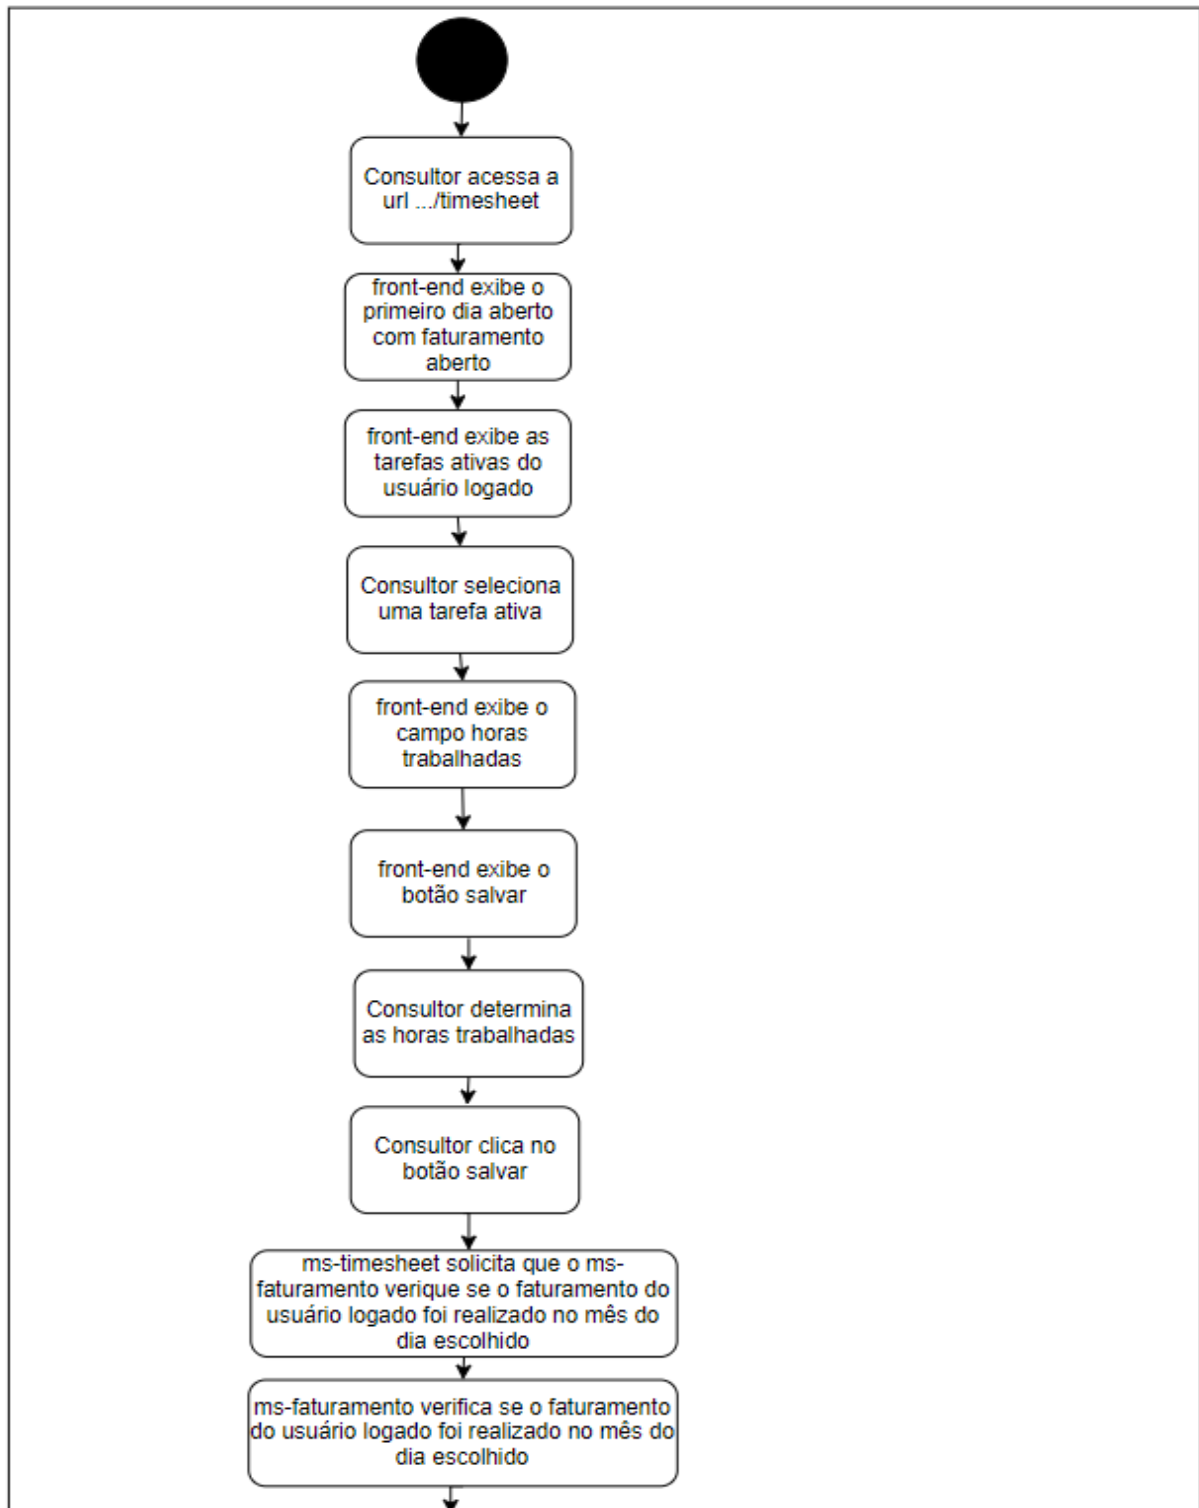 Consultor acessa a
url .../timesheet
front-end exibe o
primeiro dia aberto
com faturamento
aberto
front-end exibe as
tarefas ativas do
usuário logado
Consultor seleciona
uma tarefa ativa
front-end exibe o
campo horas
trabalhadas
front-end exibe o
botão salvar
Consultor determina
as horas trabalhadas
Consultor clica no
botão salvar
ms-timesheet solicita que o ms-
faturamento verique se o faturamento do
usuário logado foi realizado no mês do
dia escolhido
ms-faturamento verifica se o faturamento
do usuário logado foi realizado no mês do
dia escolhido